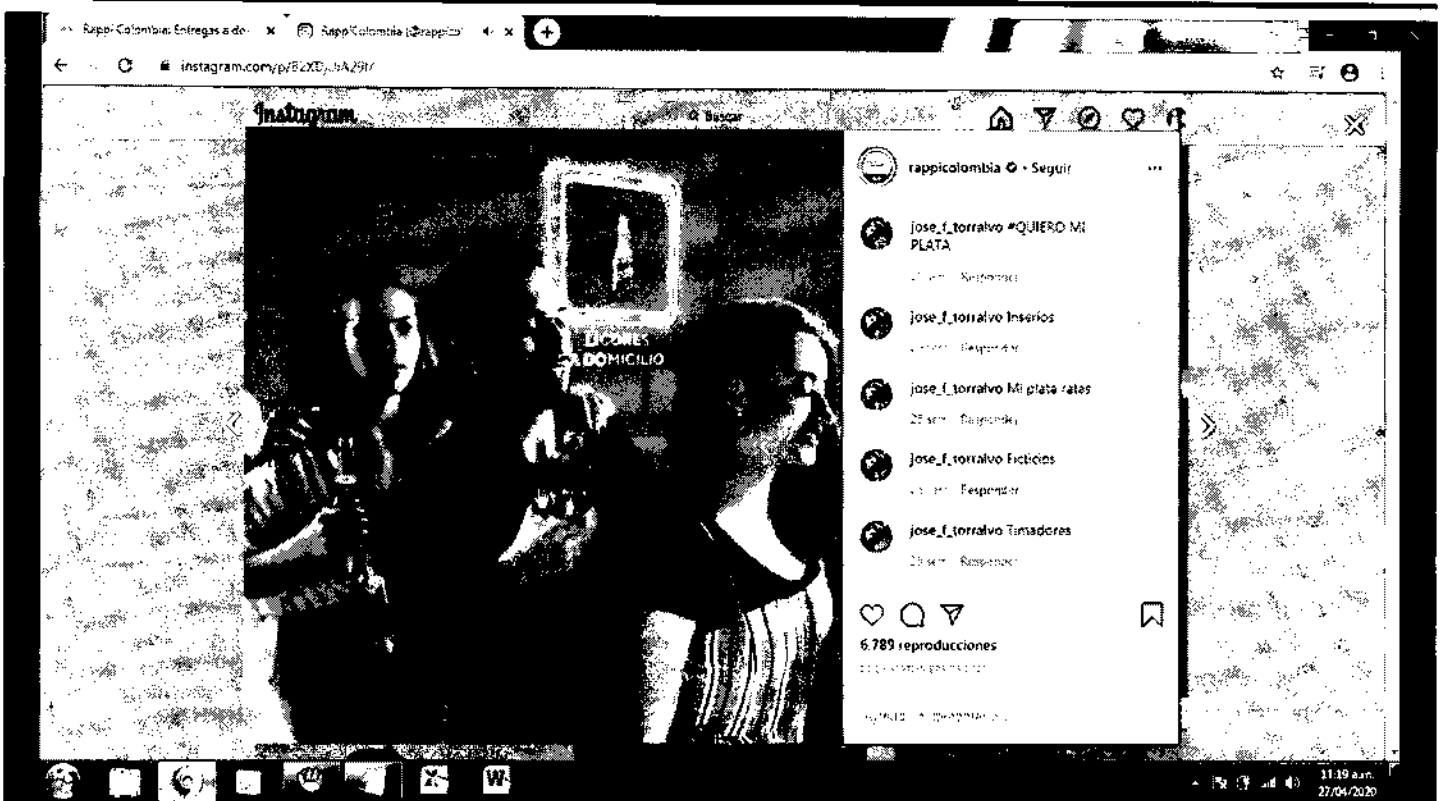 Rappi Colombia: Entregas a do
RappiColombia (@rappico
instagram.com/p/
Instagram
Buscar
rappicolombia • Seguir
jose_f_torralvo #QUIERO MI
PLATA
Responder
jose_f_torralvo Inserios
Responder
jose_f_torralvo Mi plata ratas
25 sem Responder
jose_f_torralvo Ficticios
Responder
jose_f_torralvo Timadores
25 sem Responder
6.789 reproducciones
LICORES
A DOMICILIO
W
11:19 a.m.
27/04/2020